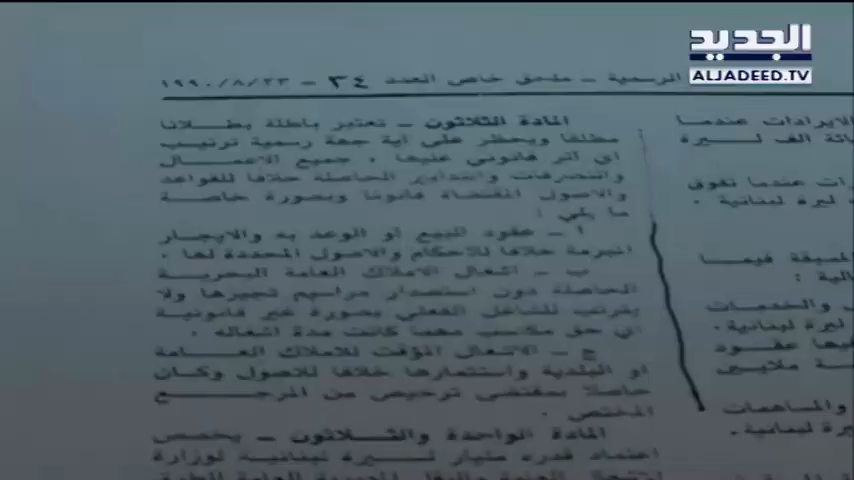 الجديد
ALJADEED.TV
الرسمية – ملحق خاص العدد ٣٤ – ١٩٩٠/٨/٢٣
المادة الثلاثون – تعتبر باطلة بطلانا
مطلقا ويحظر على أية جهة رسمية ترتيب
اي اثر قانوني عليها ، جميع الاعمال
والتصرفات والتدابير الحاصلة خلافا للقواعد
والاصول المقتضاة قانونا وبصورة خاصة
ما يلي :
أ – عقود البيع او الوعد به والايجار
المبرمة خلافا للاحكام والاصول المحددة لها .
ب – اشغال الاملاك العامة البحرية
الحاصلة دون استصدار مراسيم تجيزها ولا
يترتب للشاغل الفعلي بصورة غير قانونية
اي حق مكتسب مهما كانت مدة اشغاله .
ج – الاشغال المؤقت للاملاك العامة
او البلدية واستثمارها خلافا للاصول وكان
حاصلا بمقتضى ترخيص من المرجع
المختص .
المادة الواحدة والثلاثون – يخصص
اعتماد قدره مليار ليرة لبنانية لوزارة
الايرادات عندما
الف ليرة
عندما تفوق
ليرة لبنانية .
المسبقة فيما
والخدمات
ليرة لبنانية.
عقود
ملايين
والمساهمات
ليرة لبنانية .